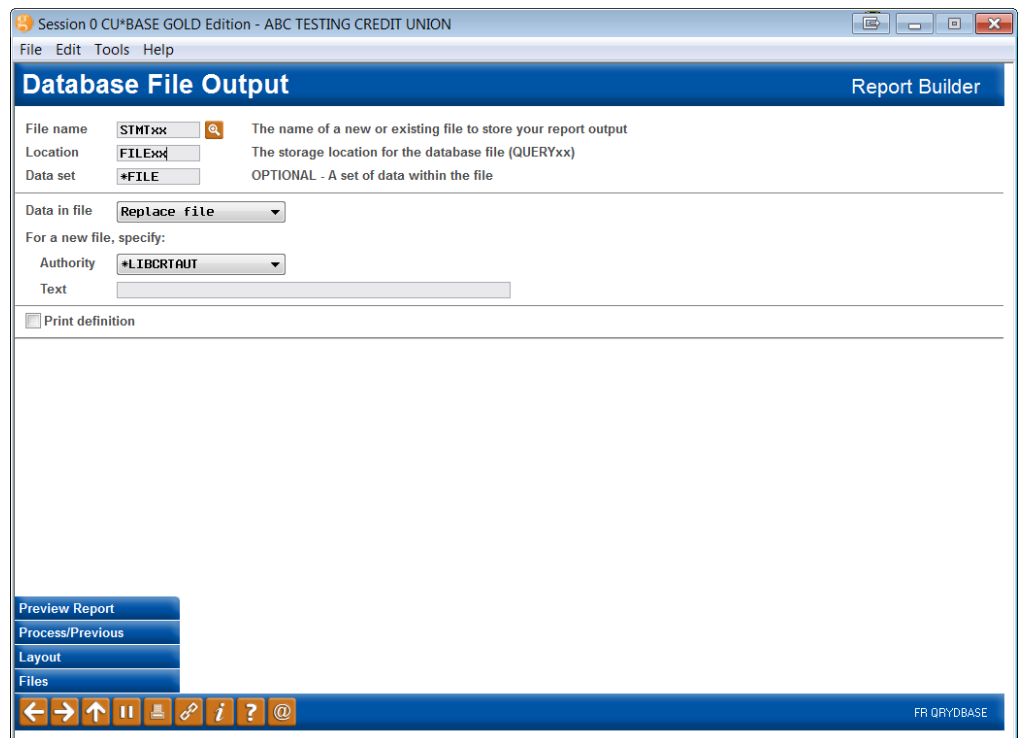 Session 0 CU*BASE GOLD Edition - ABC TESTING CREDIT UNION
File Edit Tools Help
Database File Output Report Builder
File name STMTxx The name of a new or existing file to store your report output
Location FILExx The storage location for the database file (QUERYxx)
Data set *FILE OPTIONAL - A set of data within the file
Data in file Replace file
For a new file, specify:
Authority *LIBCRTAUT
Text
Print definition
Preview Report
Process/Previous
Layout
Files
FR QRYDBASE